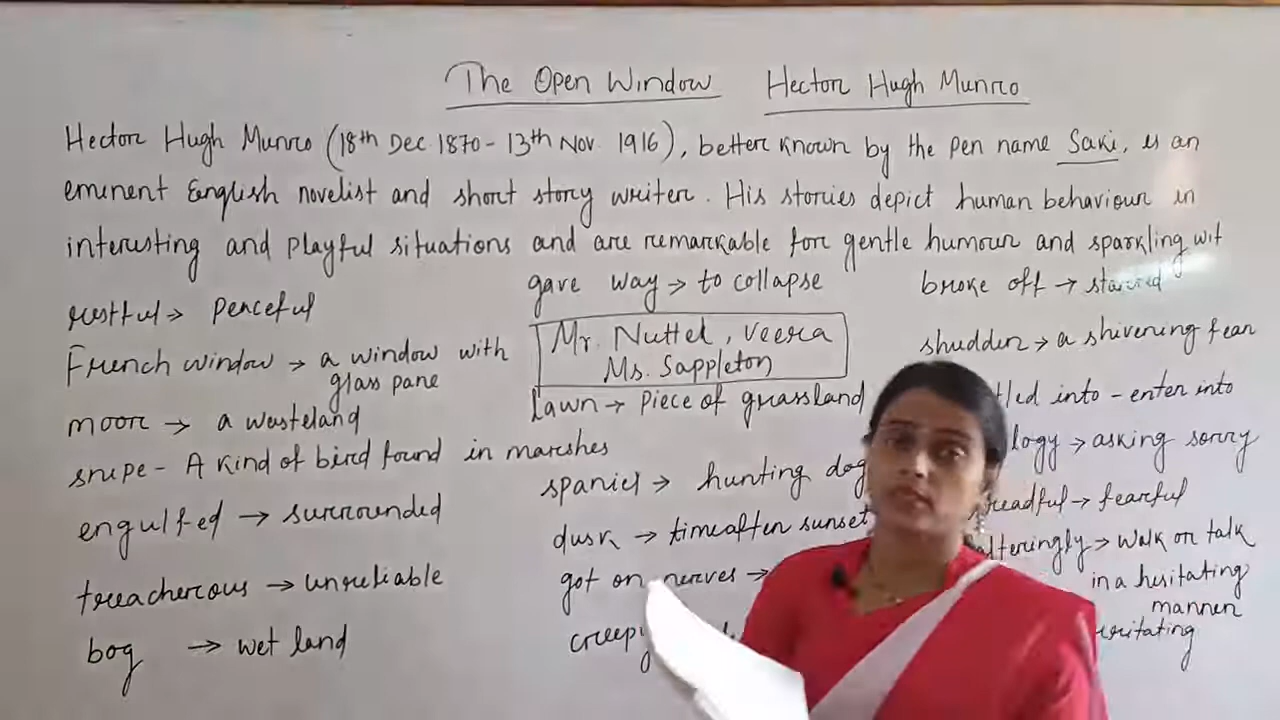 The Open Window Hector Hugh Munro
Hector Hugh Munro (18th Dec 1870 - 13th Nov. 1916), better known by the pen name Saki, is an
eminent English novelist and short story writer. His stories depict human behaviour in
interesting and playful situations and are remarkable for gentle humour and sparkling wit
restful → peaceful
French window → a window with
glass pane
moor → a wasteland
snipe - A kind of bird found in marshes
engulfed → surrounded
treacherous → unreliable
bog → wet land
gave way → to collapse
Mr. Nuttel, Veera
Ms. Sappleton
Lawn → piece of grassland
spaniel → hunting dog
dusk → time after sunset
got on nerves →
creepy
broke off →
shudder → a shivering fear
into - enter into
logy → asking sorry
readful → fearful
alteringly → walk or talk
in a hesitating
manner
irritating